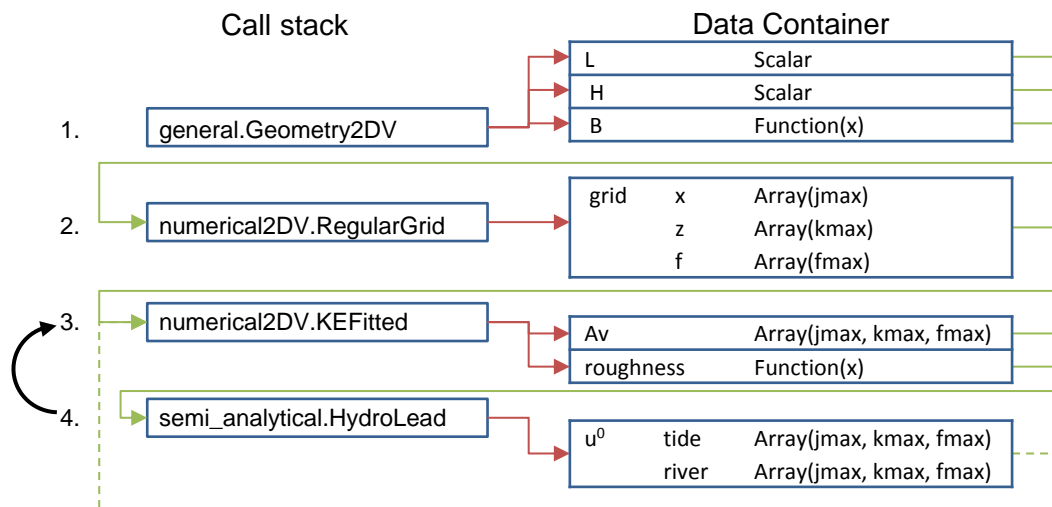 Call stack Data Container
L Scalar
H Scalar
1. general.Geometry2DV B Function(x)
grid x Array(jmax)
2. numerical2DV.RegularGrid z Array(kmax)
f Array(fmax)
3. numerical2DV.KEFitted
Av Array(jmax, kmax, fmax)
roughness Function(x)
4. semi_analytical.HydroLead
u⁰ tide Array(jmax, kmax, fmax)
river Array(jmax, kmax, fmax)